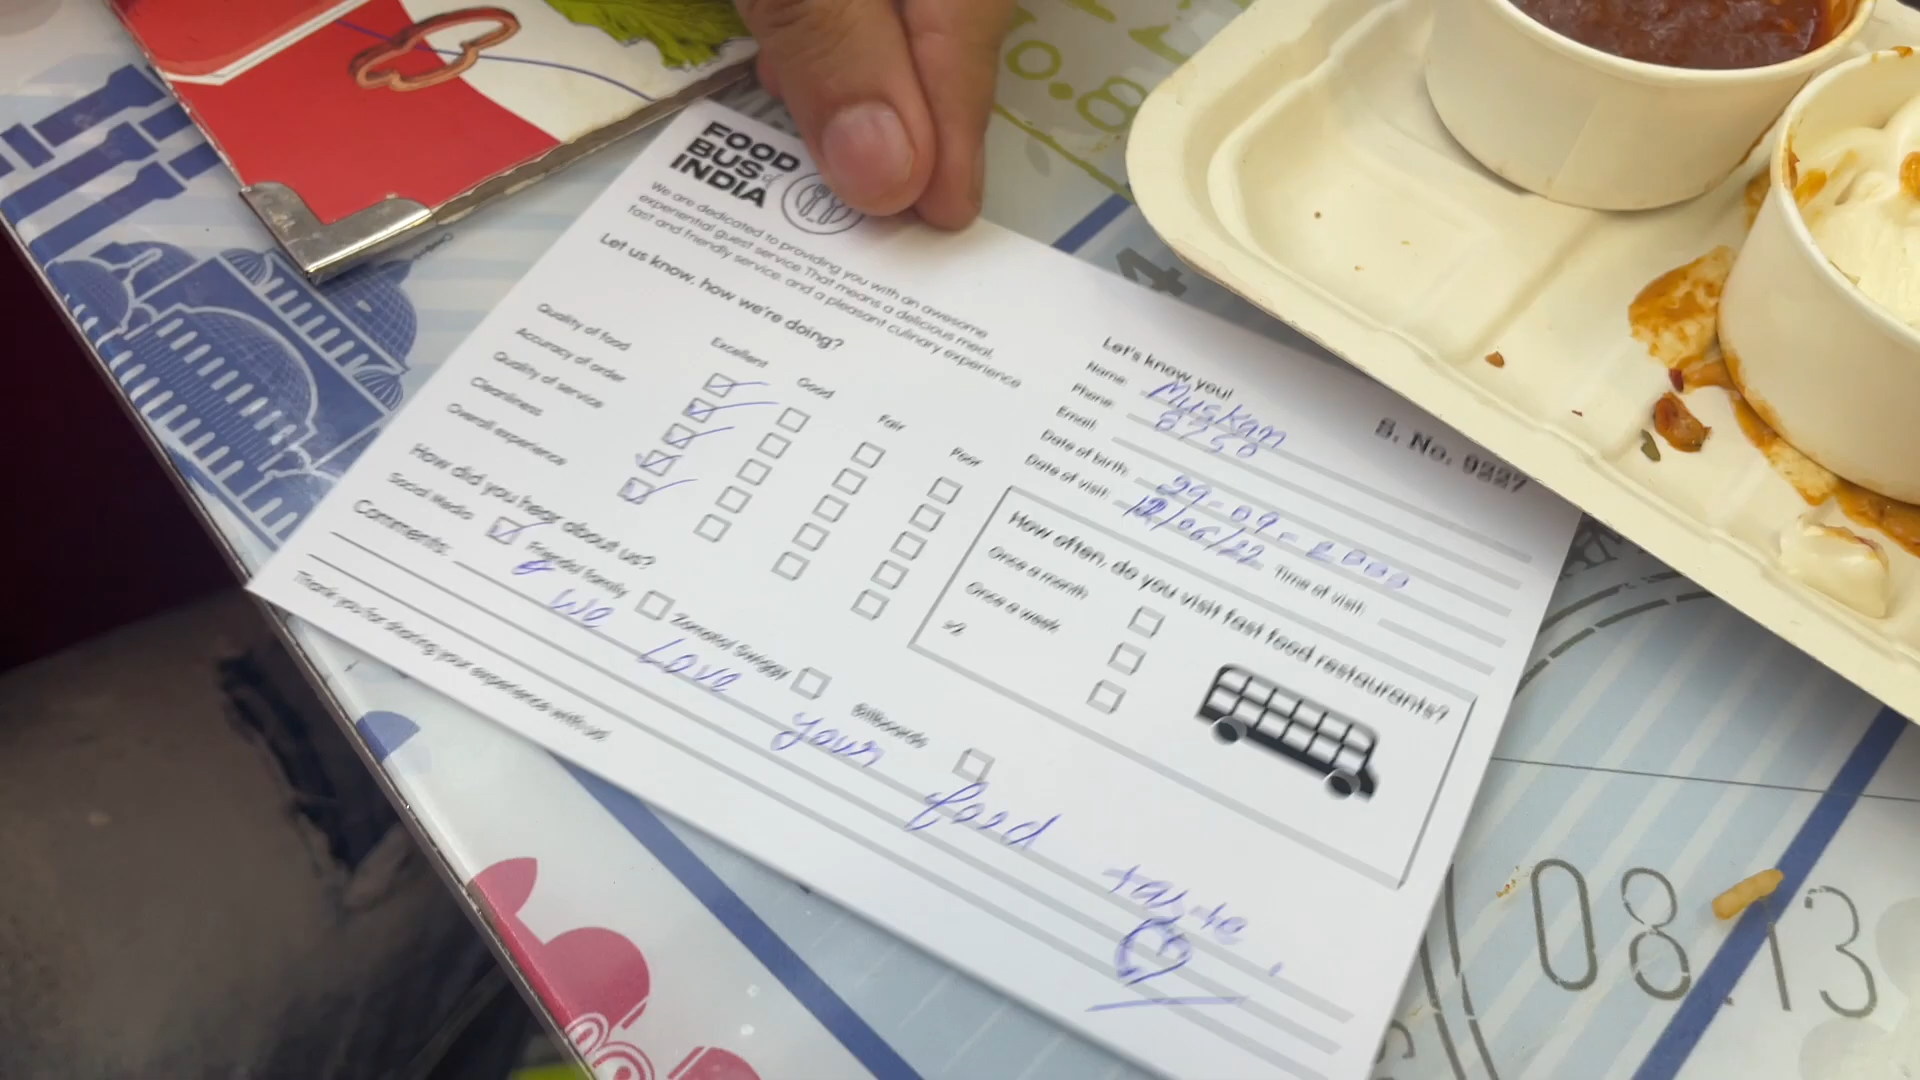 FOOD
BUS of
INDIA
We are dedicated to providing you with an awesome
experiential guest service. That means a delicious meal,
fast and friendly service, and a pleasant culinary experience
Let us know, how we're doing?
Excellent Good Fair Poor
Quality of food
Accuracy of order
Quality of service
Cleanliness
Overall experience
How did you hear about us?
Social Media Friends/ family Zomato/ Swiggy Billboards
Comments: We Love your food taste
Thank you for sharing your experience with us!
S. No. 9227
Let's know you!
Name: Muskan
Phone: 8750
Email:
Date of birth: 29-09-2000
Date of visit: /06/22 Time of visit:
How often, do you visit fast food restaurants?
Once a month
Once a week
08.13
0.8
4